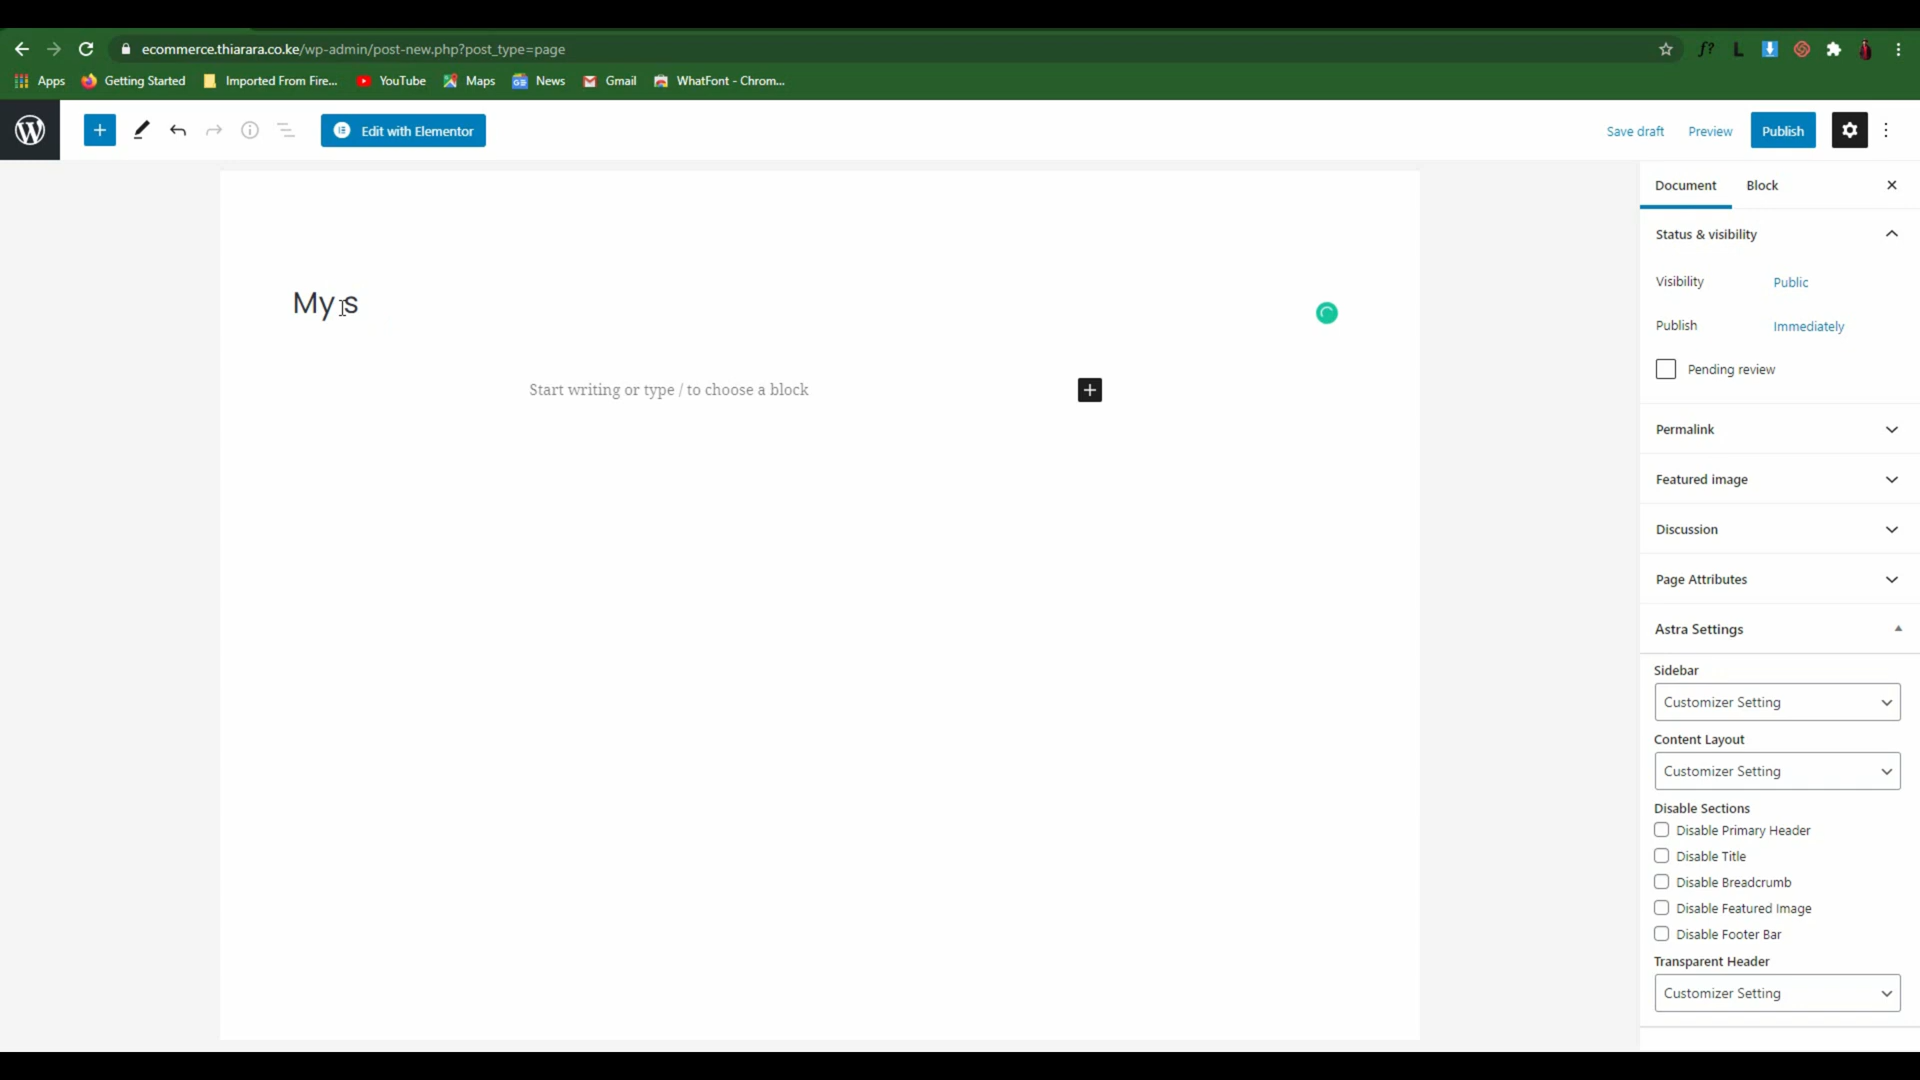 ecommerce.thiarara.co.ke/wp-admin/post-new.php?post_type=page
f?
L
Apps
Getting Started
Imported From Fire...
YouTube
Maps
News
Gmail
WhatFont - Chrom...
Edit with Elementor
Save draft
Preview
Publish
Document
Block
Status & visibility
Visibility
Public
Publish
Immediately
Pending review
My s
Start writing or type / to choose a block
Permalink
Featured image
Discussion
Page Attributes
Astra Settings
Sidebar
Customizer Setting
Content Layout
Customizer Setting
Disable Sections
Disable Primary Header
Disable Title
Disable Breadcrumb
Disable Featured Image
Disable Footer Bar
Transparent Header
Customizer Setting